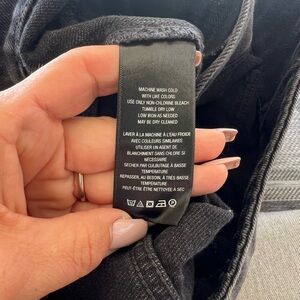 MACHINE WASH COLD
WITH LIKE COLORS
USE ONLY NON-CHLORINE BLEACH
TUMBLE DRY LOW
LOW IRON AS NEEDED
MAY BE DRY CLEANED
LAVER À LA MACHINE À L'EAU FROIDE
AVEC COULEURS SIMILAIRES
UTILISER UN AGENT DE
BLANCHIMENT SANS CHLORE SI
NÉCESSAIRE
SÉCHER PAR CULBUTAGE À BASSE
TEMPÉRATURE
REPASSER, AU BESOIN, À TRÈS BASSE
TEMPÉRATURE
PEUT-ÊTRE ÊTRE NETTOYÉE À SEC